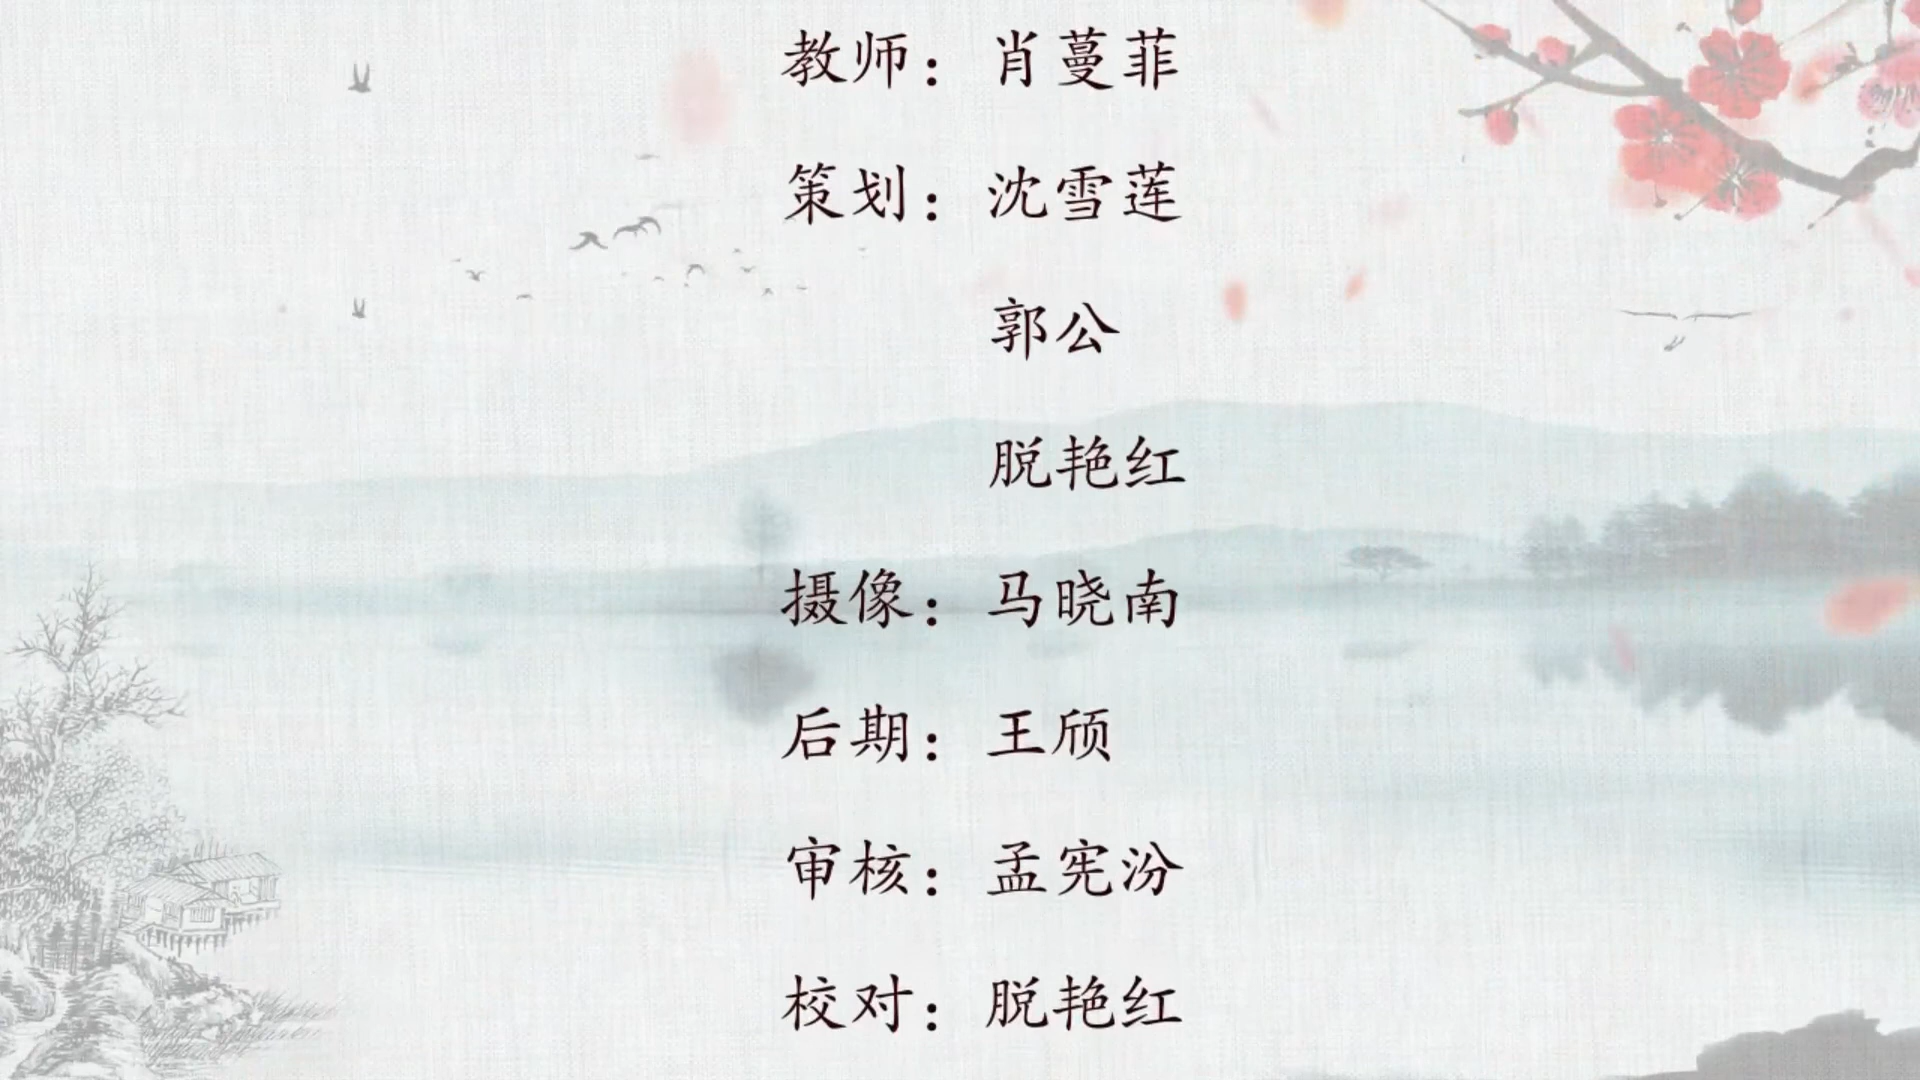 教师：肖蔓菲
策划：沈雪莲
郭公
脱艳红
摄像：马晓南
后期：王颀
审核：孟宪汾
校对：脱艳红